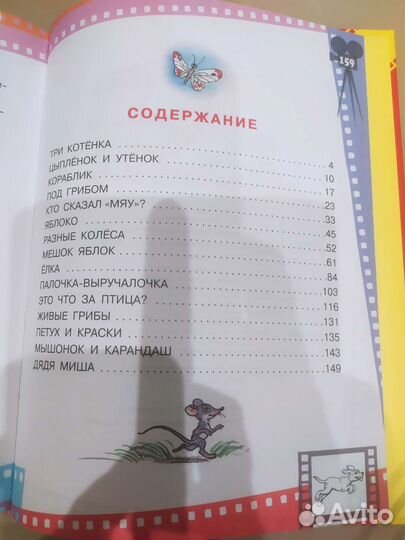 159
СОДЕРЖАНИЕ
ТРИ КОТЁНКА 4
ЦЫПЛЁНОК И УТЁНОК 10
КОРАБЛИК 17
ПОД ГРИБОМ 23
КТО СКАЗАЛ «МЯУ»? 33
ЯБЛОКО 45
РАЗНЫЕ КОЛЁСА 52
МЕШОК ЯБЛОК 61
ЁЛКА 84
ПАЛОЧКА-ВЫРУЧАЛОЧКА 103
ЭТО ЧТО ЗА ПТИЦА? 116
ЖИВЫЕ ГРИБЫ 131
ПЕТУХ И КРАСКИ 135
МЫШОНОК И КАРАНДАШ 143
ДЯДЯ МИША 149
Avito